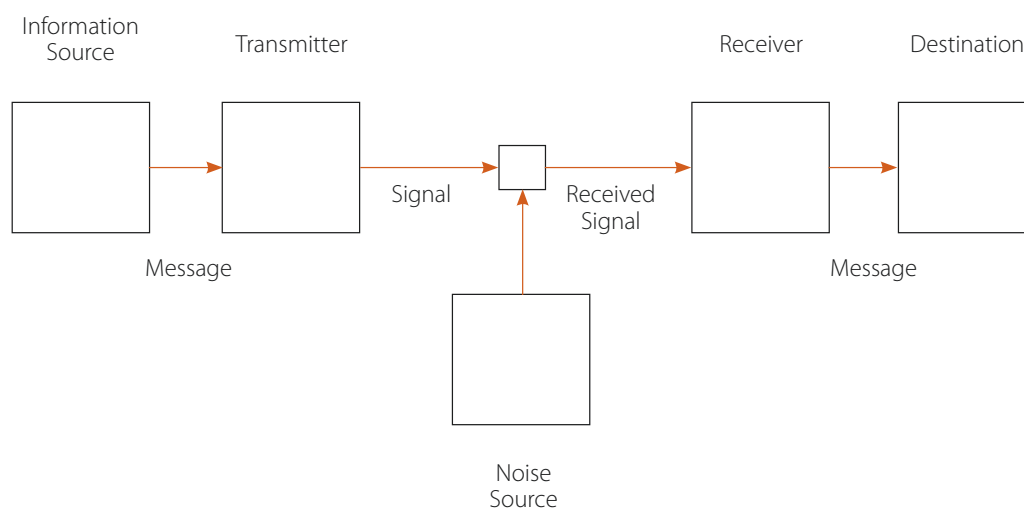 Information
Source
Transmitter
Receiver
Destination
Signal
Received
Signal
Message
Message
Noise
Source